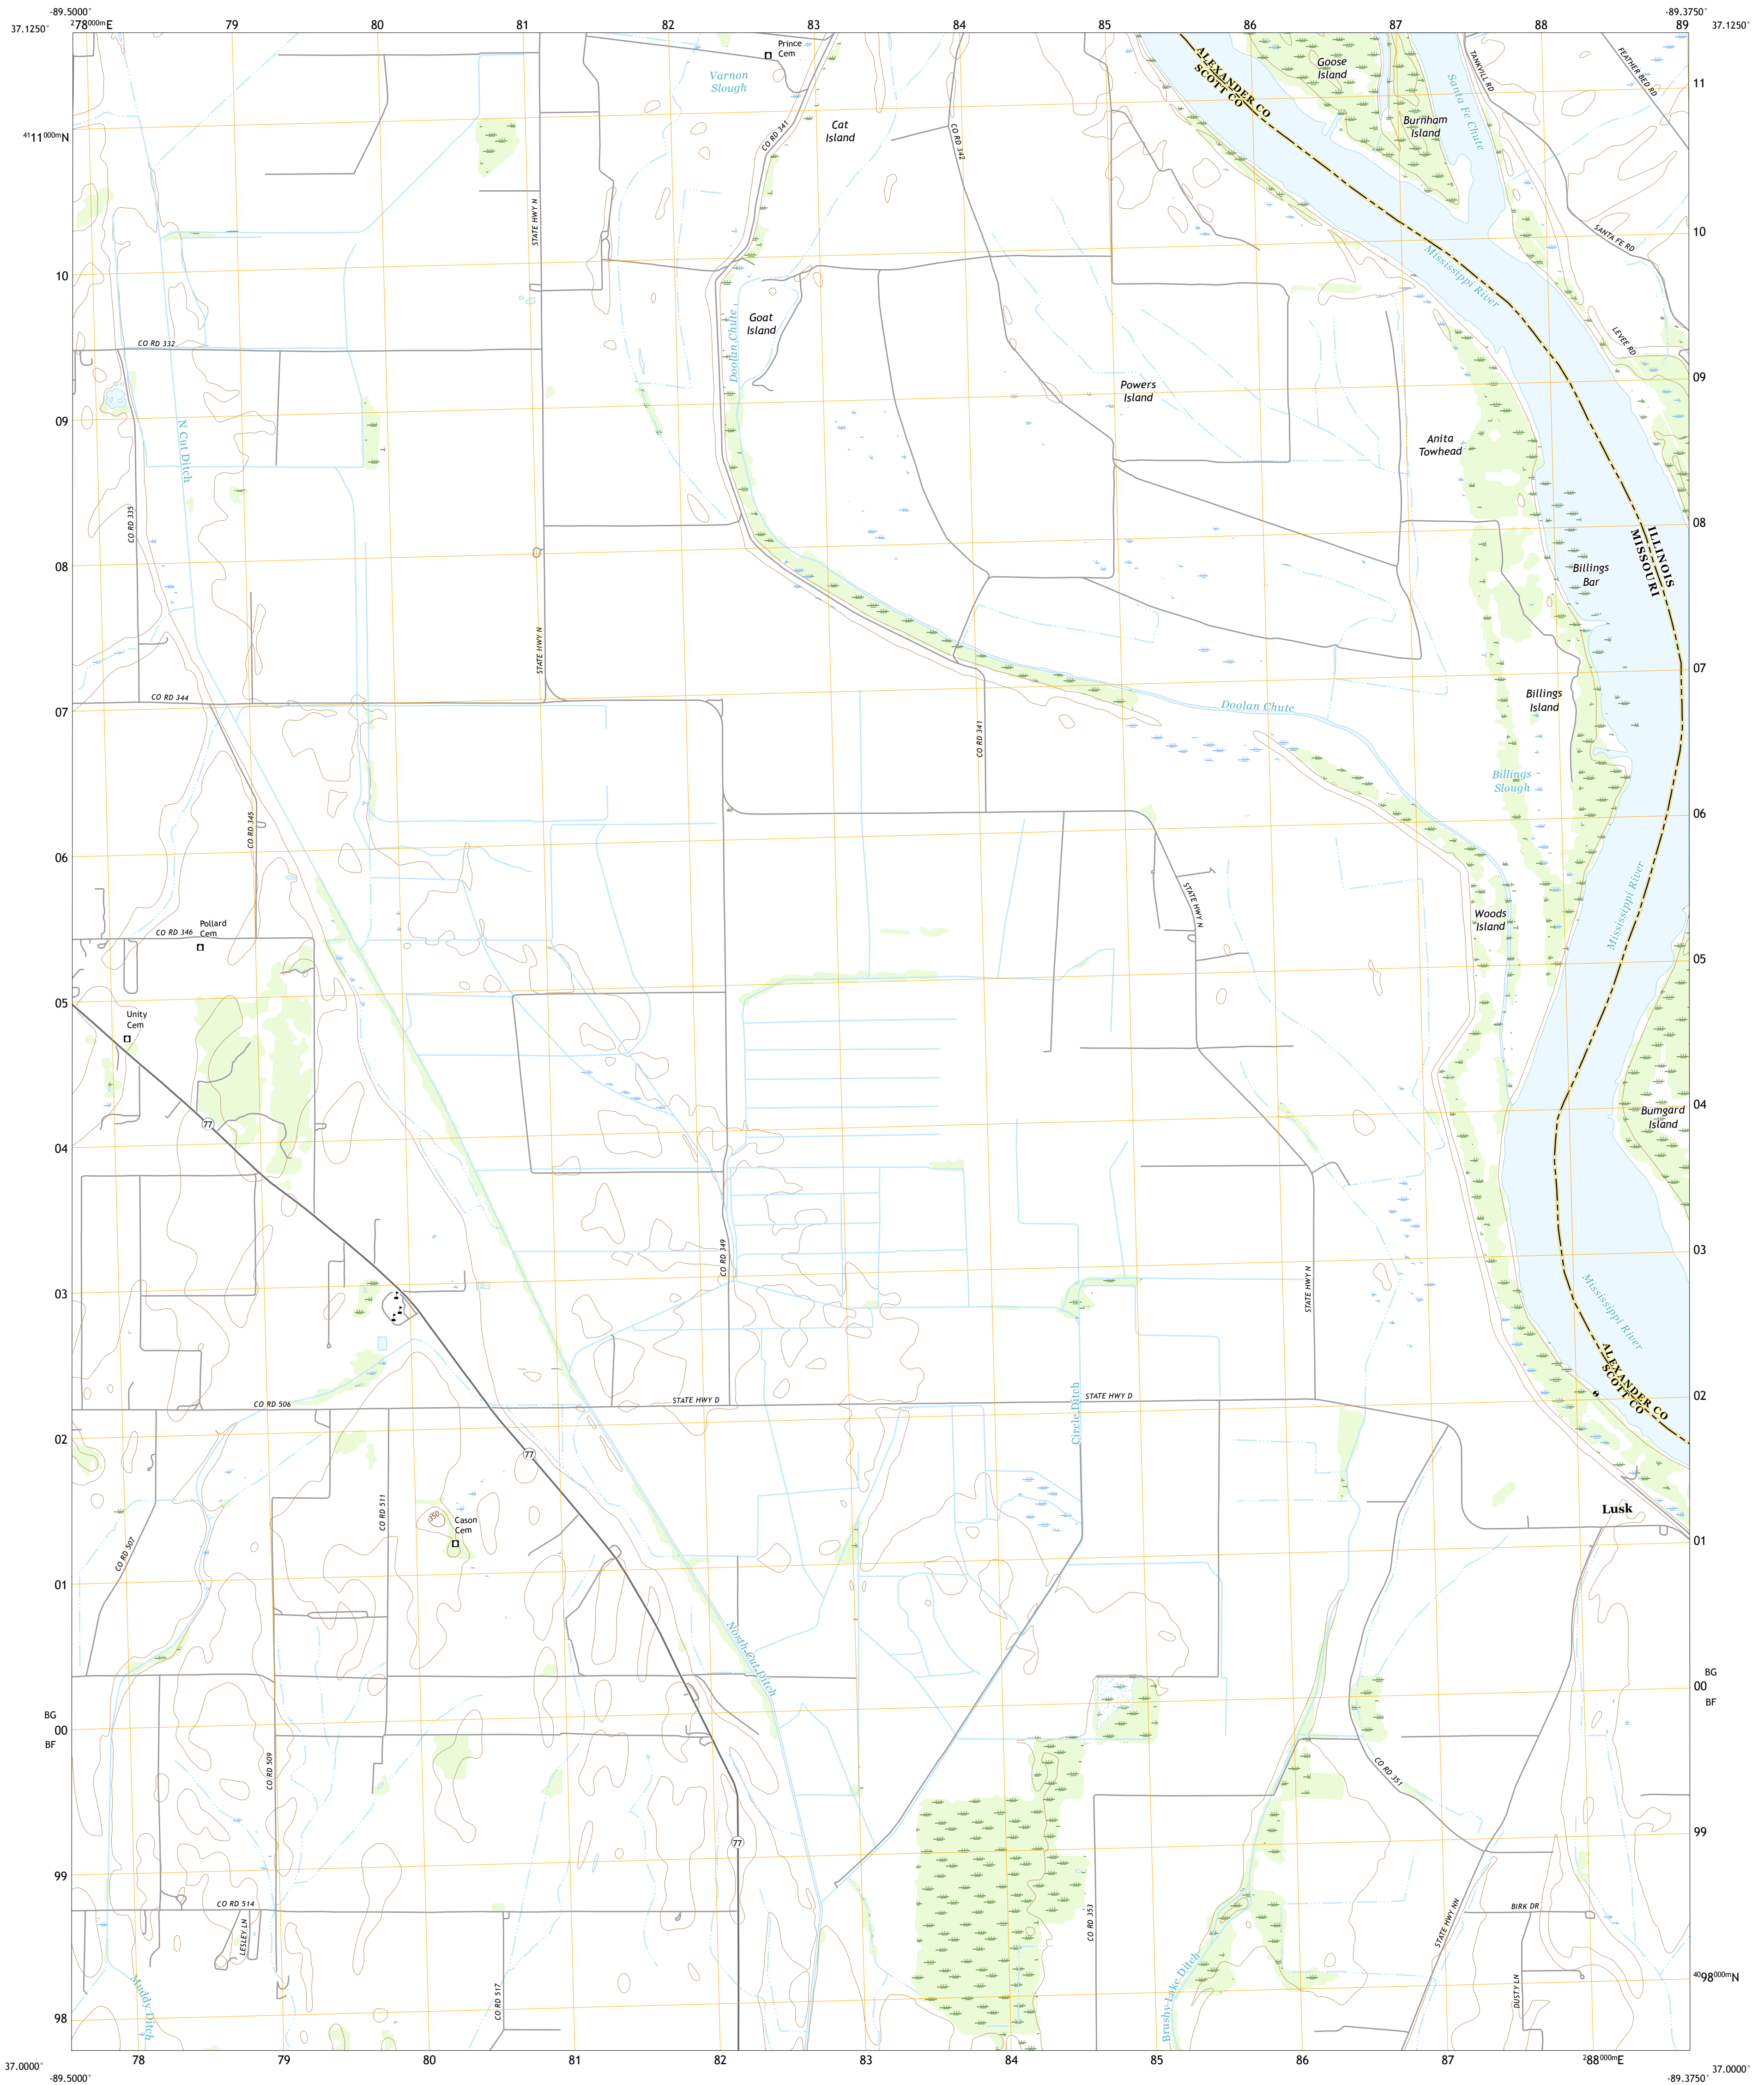 -89.5000°
-89.3750°
37.1250°
²78⁰⁰⁰ᵐE
79
80
81
82
83
84
85
86
87
88
89
37.1250°
Prince
Cem
Varnon
Slough
Cat
Island
CO RD 341
CO RD 342
ALEXANDER CO
SCOTT CO
Goose
Island
Burnham
Island
Santa Fe Chute
TANKVILL RD
FEATHER BED RD
11
⁴11⁰⁰⁰ᵐN
STATE HWY N
SANTA FE RD
10
Mississippi River
10
Goat
Island
Doolan Chute
LEVEE RD
CO RD 332
Powers
Island
09
09
N Cut Ditch
Anita
Towhead
CO RD 335
08
ILLINOIS
MISSOURI
08
Billings
Bar
STATE HWY N
07
CO RD 344
07
Billings
Island
Doolan Chute
CO RD 341
Billings
Slough
06
CO RD 345
06
STATE HWY N
Mississippi River
Woods
Island
Pollard
Cem
CO RD 346
05
05
Unity
Cem
77
04
Bumgard
Island
04
CO RD 349
03
STATE HWY N
03
Mississippi River
ALEXANDER CO
SCOTT CO
CO RD 506
STATE HWY D
STATE HWY D
02
Circle Ditch
02
77
CO RD 511
350
Cason
Cem
Lusk
CO RD 507
01
01
North Cut Ditch
BG
00
BF
BG
00
BF
CO RD 509
CO RD 351
77
99
99
CO RD 514
LESLEY LN
CO RD 353
STATE HWY NN
BIRK DR
DUSTY LN
⁴⁰98⁰⁰⁰ᵐN
Muddy Ditch
CO RD 517
Brushy Lake Ditch
98
37.0000°
78
79
80
81
82
83
84
85
86
87
²88⁰⁰⁰ᵐE
37.0000°
-89.5000°
-89.3750°